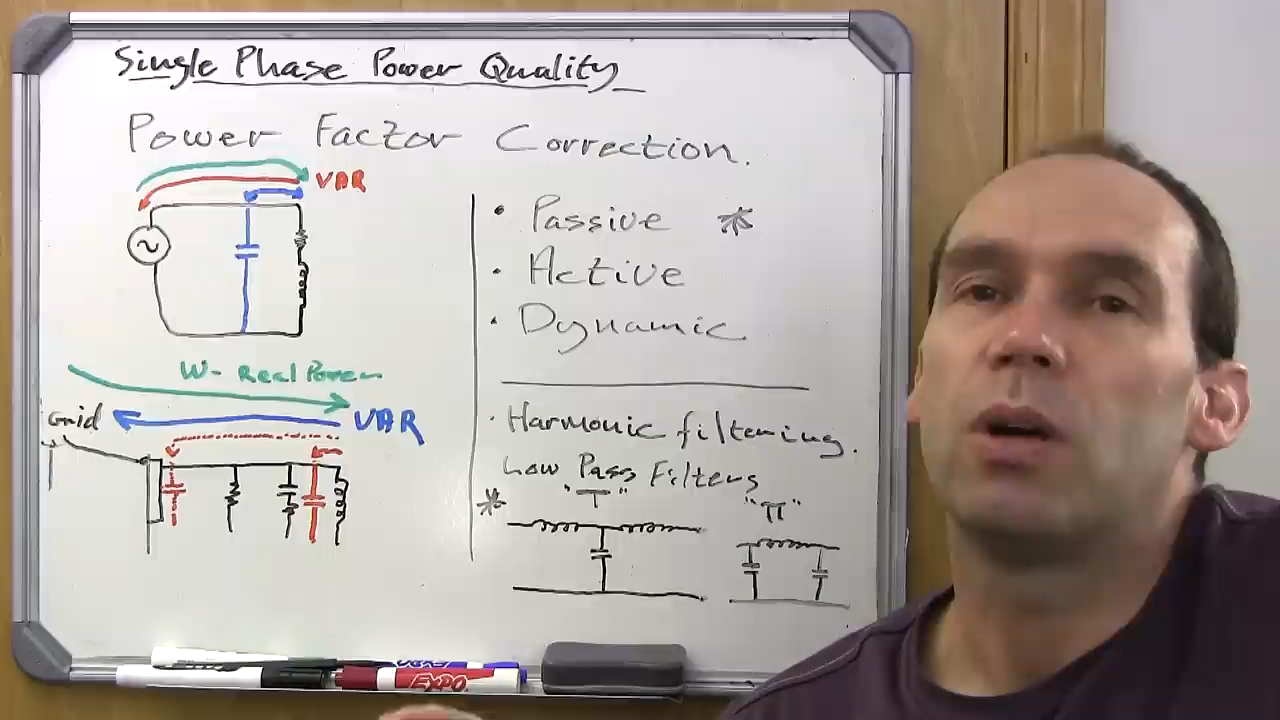 Single Phase Power Quality
Power Factor Correction.
VAR
W- Real Power
Grid
VAR
• Passive *
• Active
• Dynamic
• Harmonic filtering.
Low Pass Filters
* "T"
"π"
EXPO